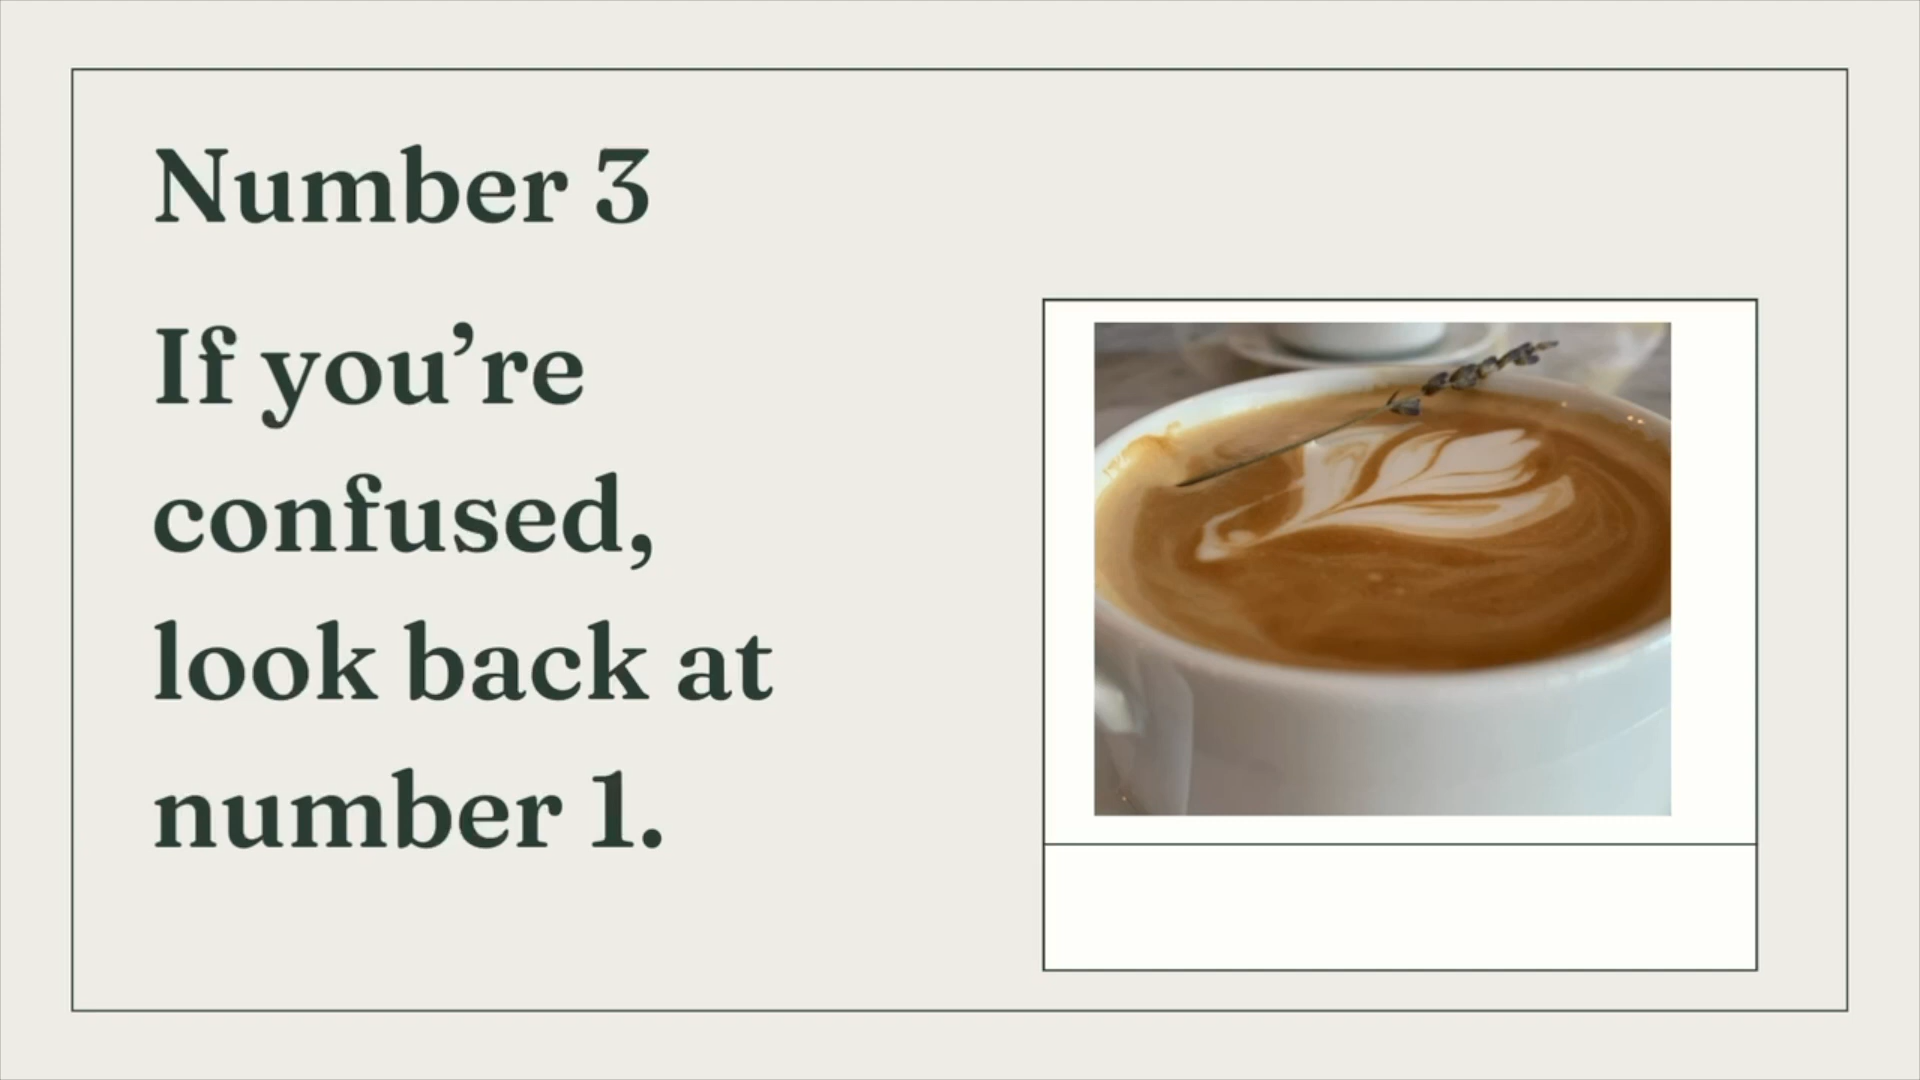 Number 3
If you’re
confused,
look back at
number 1.